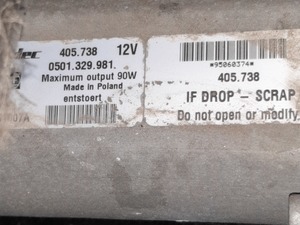 405.738 12V
0501.329.981.
Maximum output 90W
Made in Poland
entstoert
07A
*95060374*
405.738
IF DROP - SCRAP
Do not open or modify